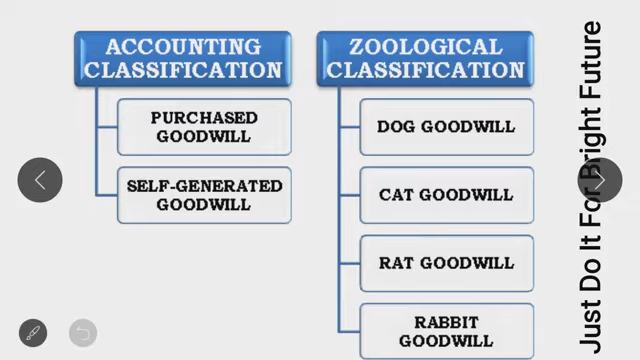 ACCOUNTING
CLASSIFICATION
PURCHASED
GOODWILL
SELF-GENERATED
GOODWILL
ZOOLOGICAL
CLASSIFICATION
DOG GOODWILL
CAT GOODWILL
RAT GOODWILL
RABBIT
GOODWILL
Just Do It For Bright Future